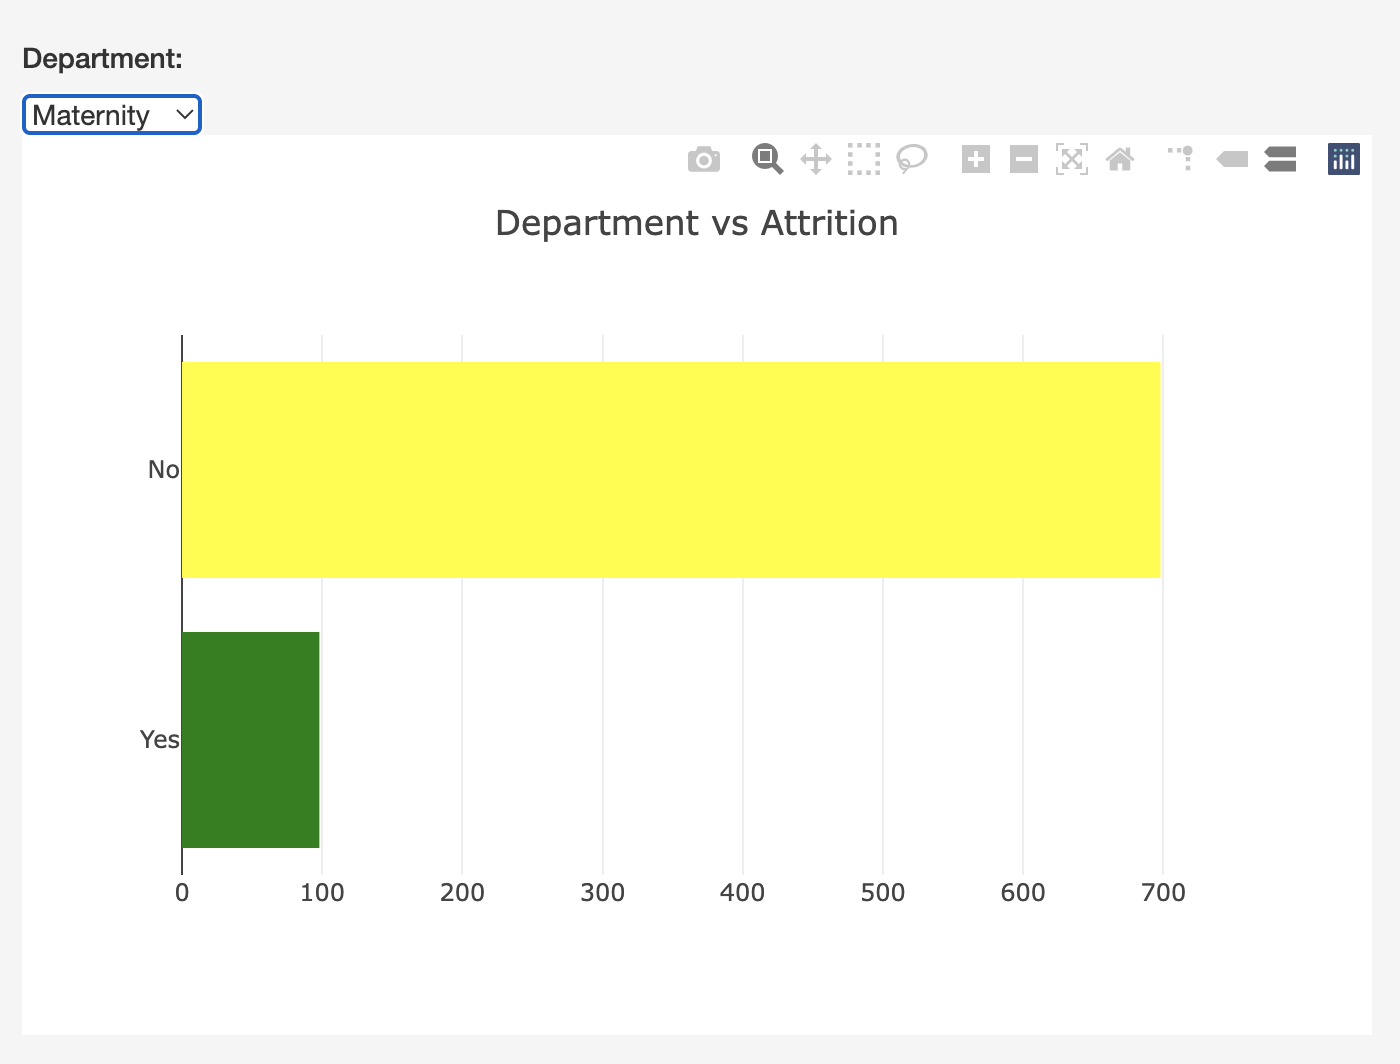 Department:
Maternity
Department vs Attrition
No
Yes
0 100 200 300 400 500 600 700